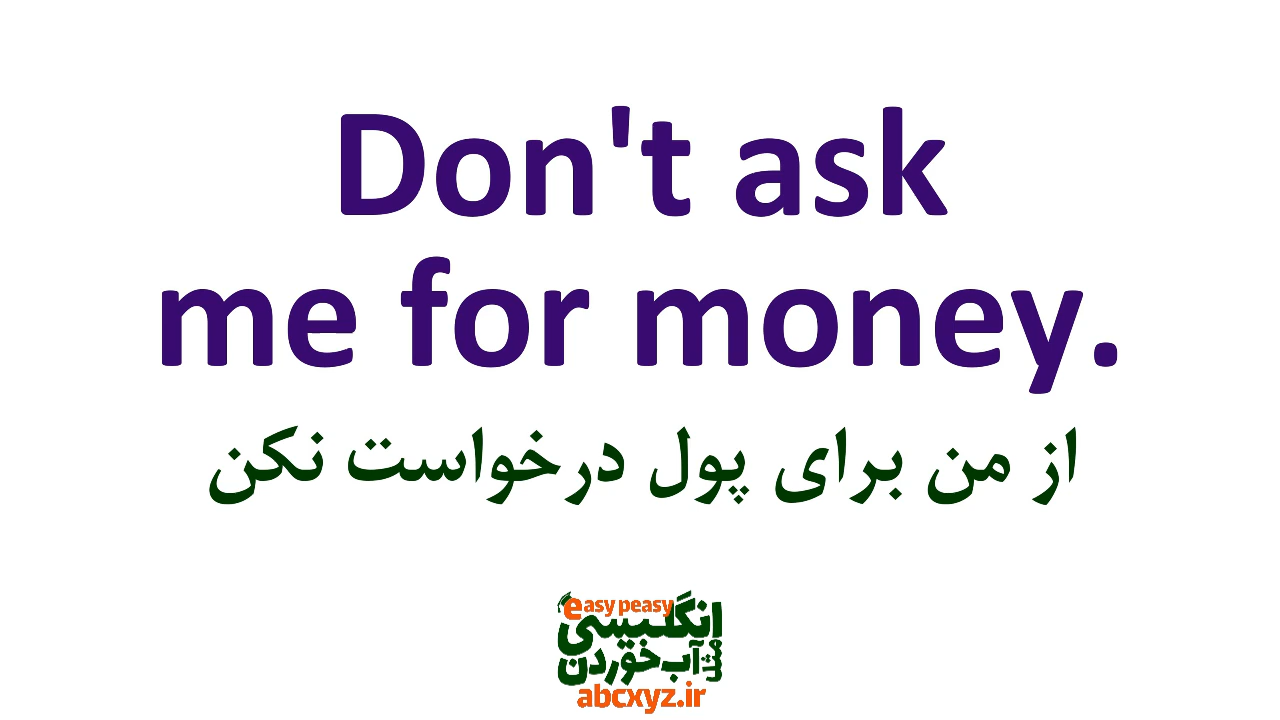 Don't ask
me for money.
از من برای پول درخواست نکن
easy peasy
انگلیسی
مثل آب خوردن
abcxyz.ir